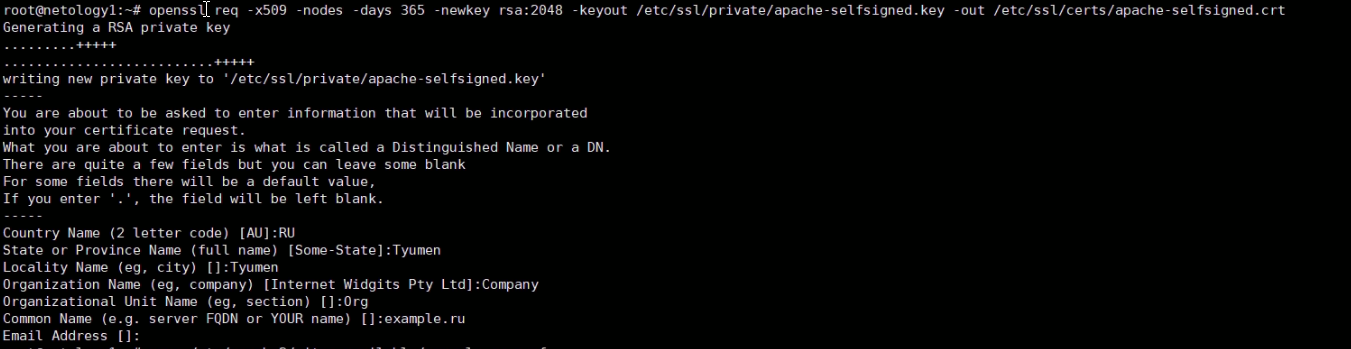 root@netology1:~# openssl req -x509 -nodes -days 365 -newkey rsa:2048 -keyout /etc/ssl/private/apache-selfsigned.key -out /etc/ssl/certs/apache-selfsigned.crt
Generating a RSA private key
.........+++++
..........................+++++
writing new private key to '/etc/ssl/private/apache-selfsigned.key'
-----
You are about to be asked to enter information that will be incorporated
into your certificate request.
What you are about to enter is what is called a Distinguished Name or a DN.
There are quite a few fields but you can leave some blank
For some fields there will be a default value,
If you enter '.', the field will be left blank.
-----
Country Name (2 letter code) [AU]:RU
State or Province Name (full name) [Some-State]:Tyumen
Locality Name (eg, city) []:Tyumen
Organization Name (eg, company) [Internet Widgits Pty Ltd]:Company
Organizational Unit Name (eg, section) []:Org
Common Name (e.g. server FQDN or YOUR name) []:example.ru
Email Address []: